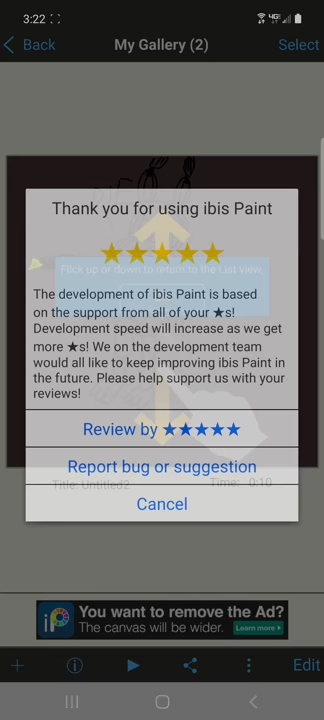 3:22
Back
My Gallery (2)
Select
Thank you for using ibis Paint
★★★★★
Flick up or down to return to the List view.
The development of ibis Paint is based
on the support from all of your ★s!
Development speed will increase as we get
more ★s! We on the development team
would all like to keep improving ibis Paint in
the future. Please help support us with your
reviews!
Review by ★★★★★
Report bug or suggestion
Title: Untitled2
Time: 0:10
Cancel
You want to remove the Ad?
The canvas will be wider.
Learn more
Edit